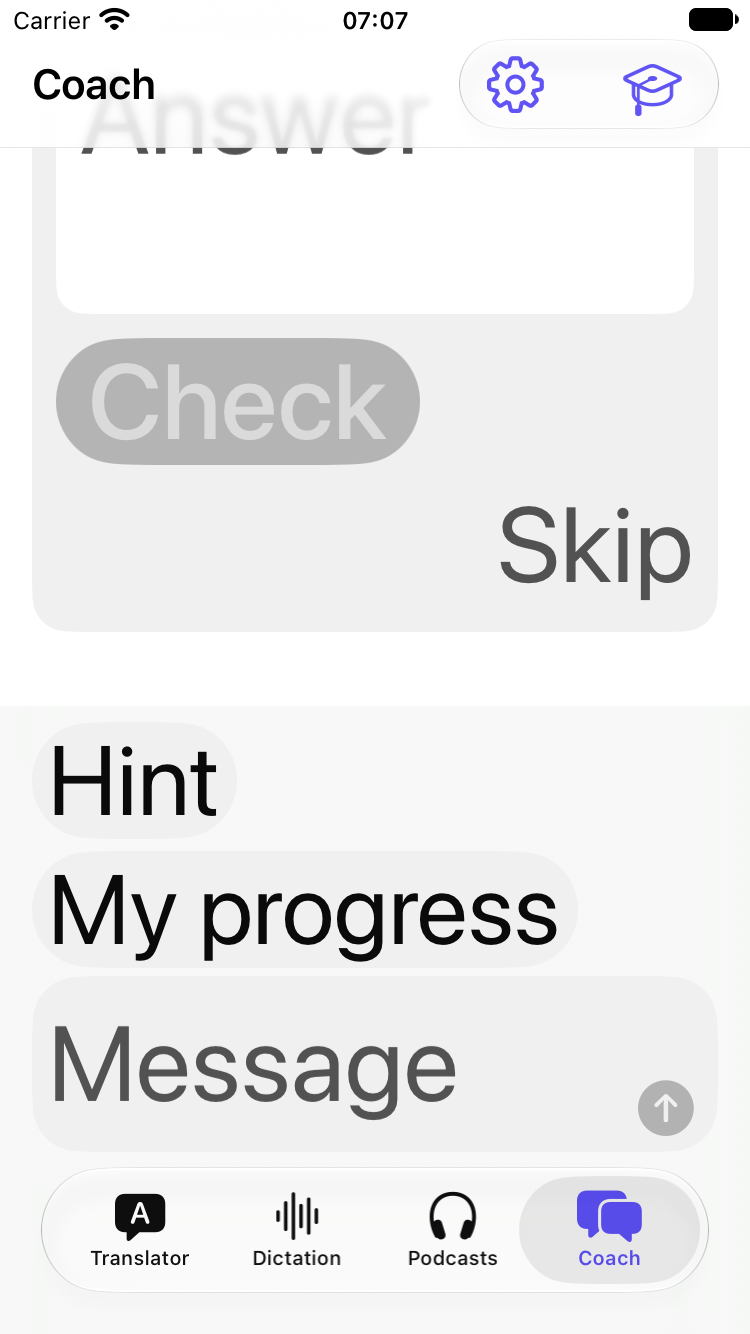 Carrier 07:07
Coach
Answer
Check
Skip
Hint
My progress
Message
A
Translator Dictation Podcasts Coach